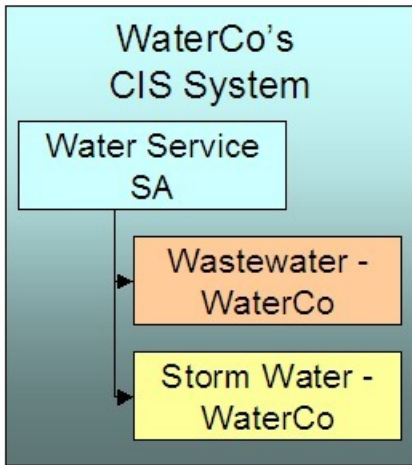 WaterCo’s
CIS System
Water Service
SA
Wastewater -
WaterCo
Storm Water -
WaterCo